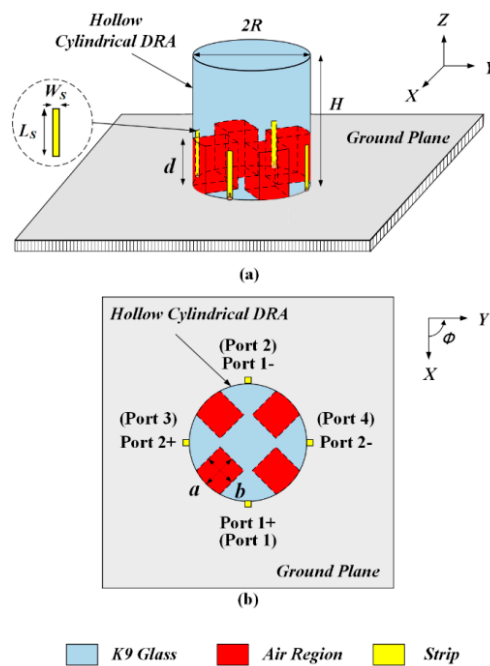 Hollow
Cylindrical DRA
2R
Z
Y
X
W_S
L_S
H
d
Ground Plane
(a)
Hollow Cylindrical DRA
(Port 2)
Port 1-
Y
Φ
X
(Port 3)
Port 2+
(Port 4)
Port 2-
a
b
Port 1+
(Port 1)
Ground Plane
(b)
K9 Glass
Air Region
Strip